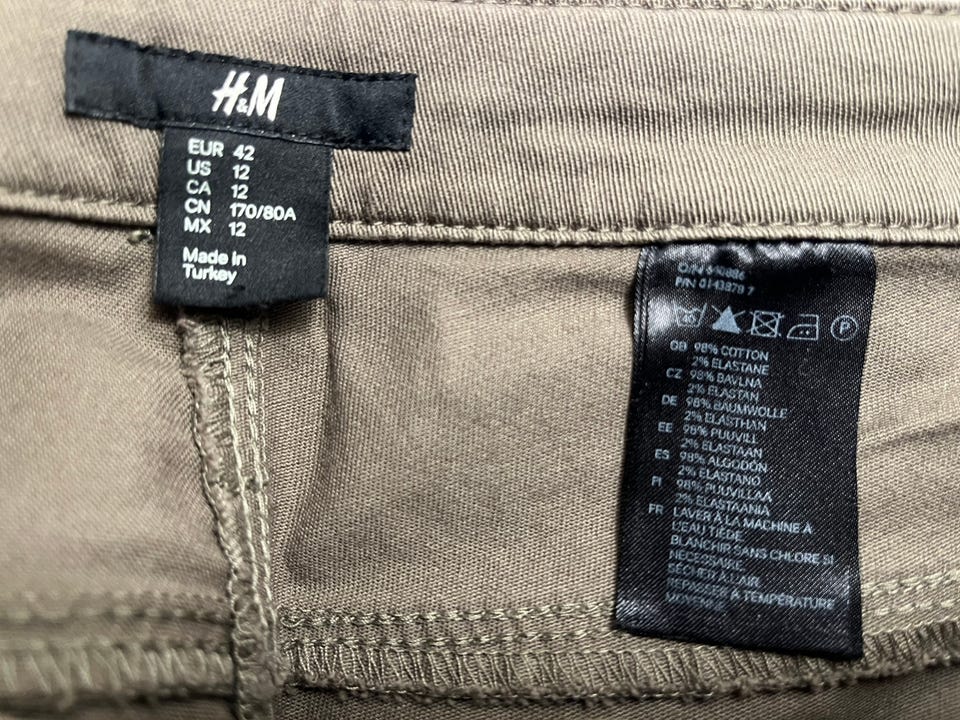 H&M
EUR 42
US 12
CA 12
CN 170/80A
MX 12
Made in
Turkey
O/N
P/N 0143878 7
40
P
GB 98% COTTON
2% ELASTANE
CZ 98% BAVLNA
2% ELASTAN
DE 98% BAUMWOLLE
2% ELASTHAN
EE 98% PUUVILL
2% ELASTAAN
ES 98% ALGODÓN
2% ELASTANO
FI 98% PUUVILLAA
2% ELASTAANIA
FR LAVER À LA MACHINE À
L'EAU TIÈDE.
BLANCHIR SANS CHLORE SI
NÉCESSAIRE.
SÉCHER À L'AIR.
REPASSER À TEMPÉRATURE
MOYENNE.